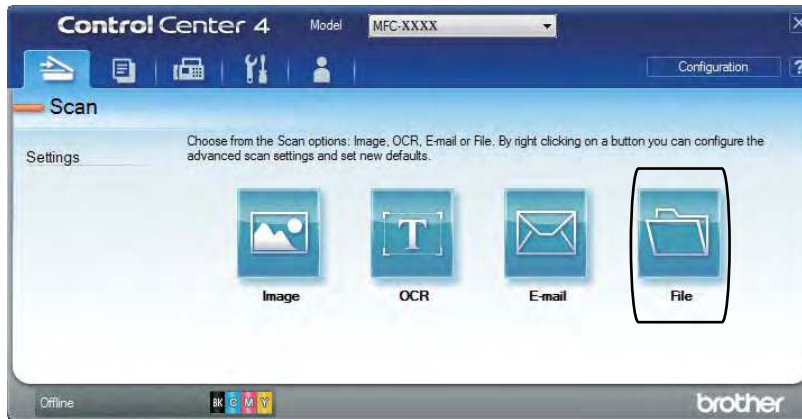 Control Center 4 Model MFC-XXXX X
Configuration ?
Scan
Choose from the Scan options: Image, OCR, E-mail or File. By right clicking on a button you can configure the
advanced scan settings and set new defaults.
Settings
T
Image OCR E-mail File
Offline BK C M Y brother